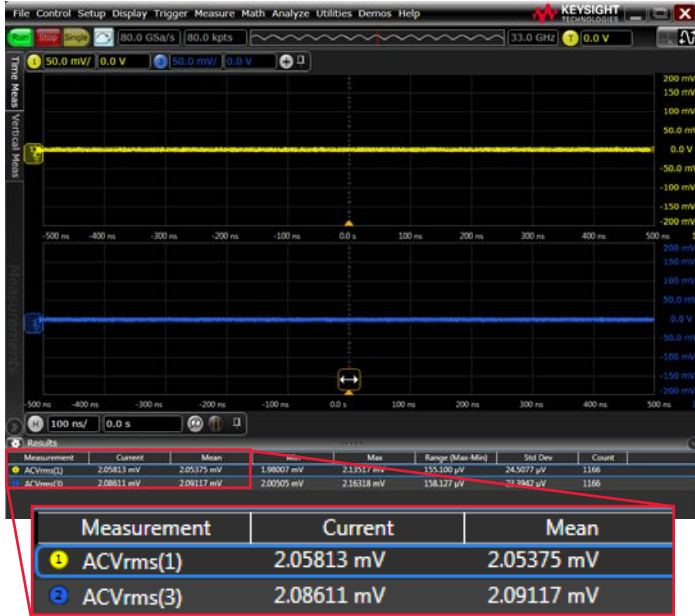 File Control Setup Display Trigger Measure Math Analyze Utilities Demos Help
KEYSIGHT
TECHNOLOGIES
Run Stop Single 80.0 GSa/s 80.0 kpts 33.0 GHz T 0.0 V
1 50.0 mV/ 0.0 V 50.0 mV/ 0.0 V
Time Meas
Vertical Meas
Measurements
200 mV
150 mV
100 mV
50.0 mV
0.0 V
-50.0 mV
-100 mV
-150 mV
-200 mV
-500 ns -400 ns -300 ns -200 ns -100 ns 0.0 s 100 ns 200 ns 300 ns 400 ns 500 ns
200 mV
150 mV
100 mV
50.0 mV
0.0 V
-50.0 mV
-100 mV
-150 mV
-200 mV
-500 ns -400 ns -300 ns -200 ns -100 ns 0.0 s 100 ns 200 ns 300 ns 400 ns 500 ns
H 100 ns/ 0.0 s
Results
Measurement Current Mean Min Max Range (Max-Min) Std Dev Count
ACVrms(1) 2.05813 mV 2.05375 mV 1.98007 mV 2.13517 mV 155.100 µV 24.5077 µV 1166
ACVrms(3) 2.08611 mV 2.09117 mV 2.00505 mV 2.16318 mV 158.127 µV 23.3942 µV 1166
Measurement Current Mean
1 ACVrms(1) 2.05813 mV 2.05375 mV
2 ACVrms(3) 2.08611 mV 2.09117 mV